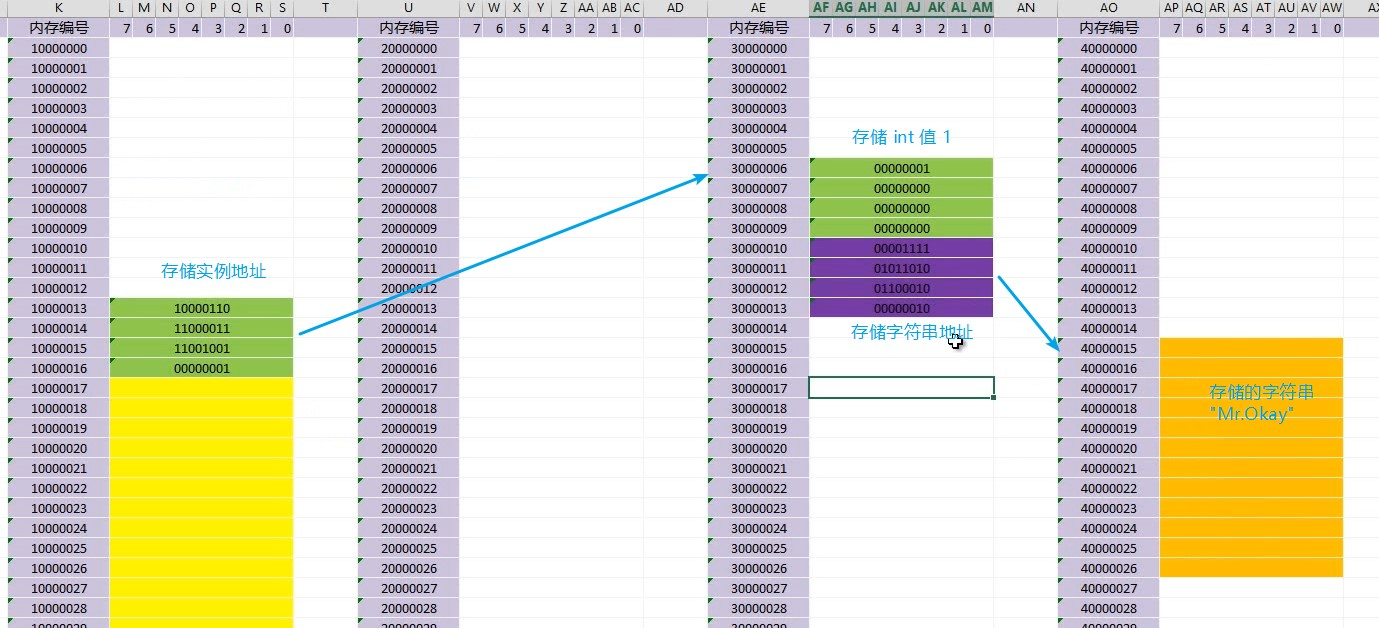 K L M N O P Q R S T U V W X Y Z AA AB AC AD AE AF AG AH AI AJ AK AL AM AN AO AP AQ AR AS AT AU AV AW AX
内存编号 7 6 5 4 3 2 1 0 内存编号 7 6 5 4 3 2 1 0 内存编号 7 6 5 4 3 2 1 0 内存编号 7 6 5 4 3 2 1 0
10000000 20000000 30000000 40000000
10000001 20000001 30000001 40000001
10000002 20000002 30000002 40000002
10000003 20000003 30000003 40000003
10000004 20000004 30000004 40000004
存储 int 值 1
10000005 20000005 30000005 40000005
10000006 20000006 30000006 00000001 40000006
10000007 20000007 30000007 00000000 40000007
10000008 20000008 30000008 00000000 40000008
10000009 20000009 30000009 00000000 40000009
10000010 20000010 30000010 00001111 40000010
10000011 存储实例地址 20000011 30000011 01011010 40000011
10000012 20000012 30000012 01100010 40000012
10000013 10000110 20000013 30000013 00000010 40000013
10000014 11000011 20000014 30000014 存储字符串地址 40000014
10000015 11001001 20000015 30000015 40000015
10000016 00000001 20000016 30000016 40000016
10000017 20000017 30000017 40000017 存储的字符串
10000018 20000018 30000018 40000018 "Mr.Okay"
10000019 20000019 30000019 40000019
10000020 20000020 30000020 40000020
10000021 20000021 30000021 40000021
10000022 20000022 30000022 40000022
10000023 20000023 30000023 40000023
10000024 20000024 30000024 40000024
10000025 20000025 30000025 40000025
10000026 20000026 30000026 40000026
10000027 20000027 30000027 40000027
10000028 20000028 30000028 40000028
10000029 20000029 30000029 40000029